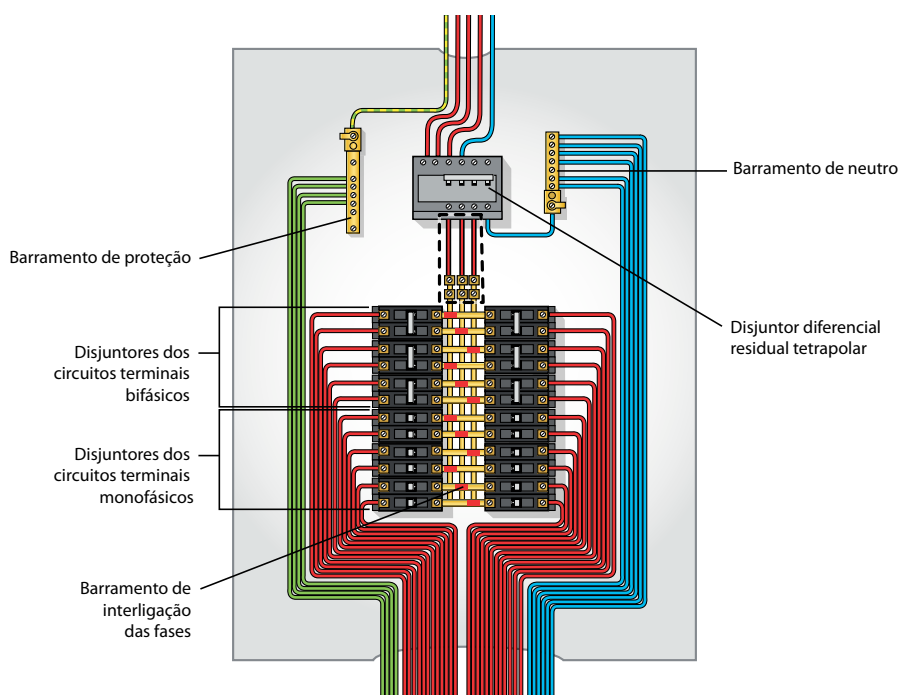 Barramento de neutro
Barramento de proteção
Disjuntor diferencial
residual tetrapolar
Disjuntores dos
circuitos terminais
bifásicos
Disjuntores dos
circuitos terminais
monofásicos
Barramento de
interligação
das fases